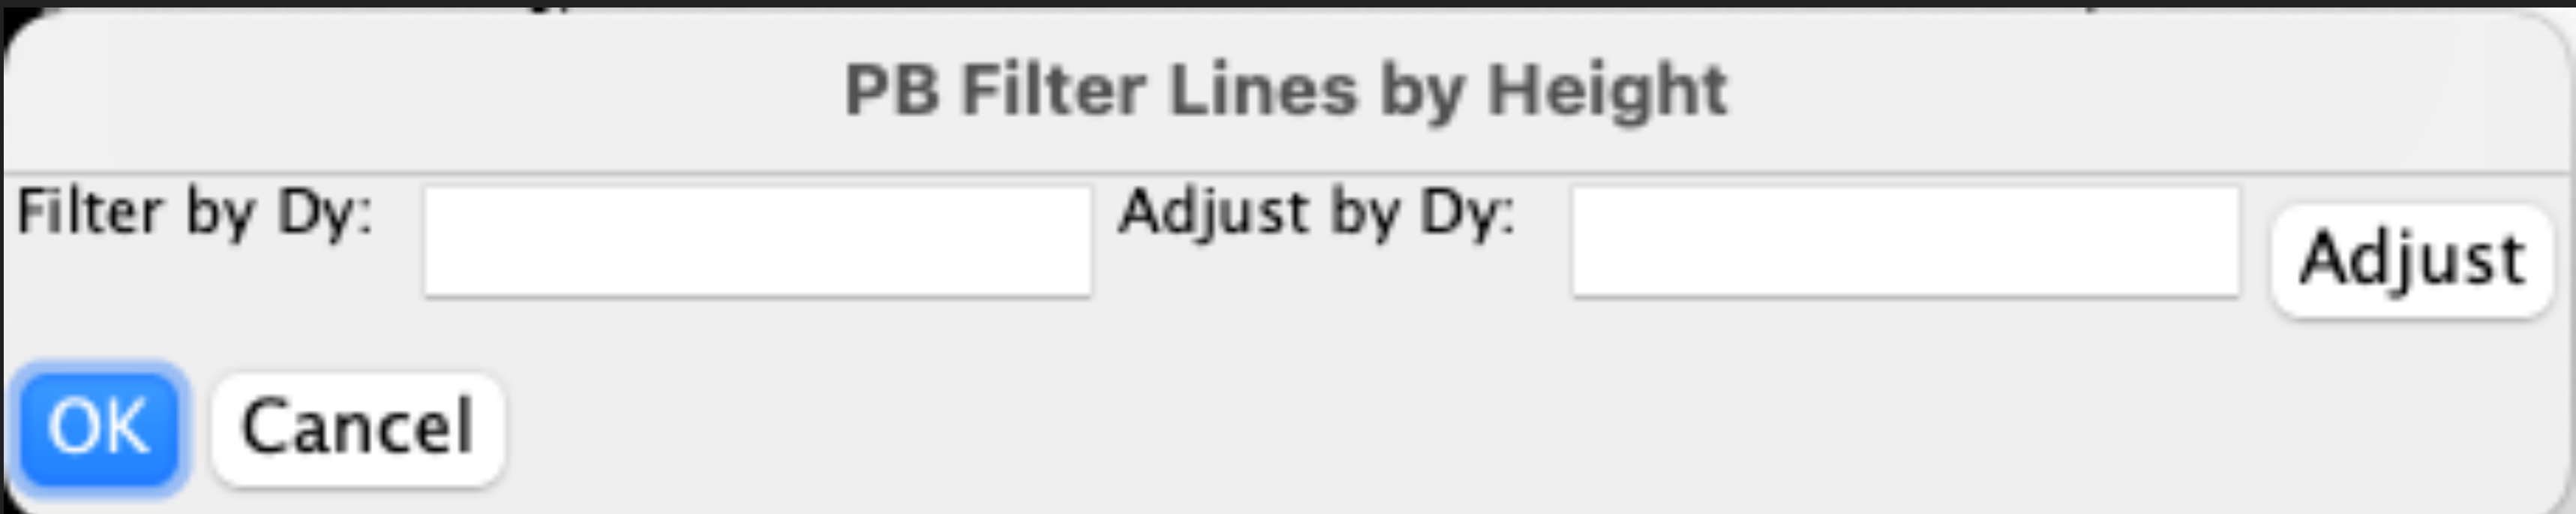 PB Filter Lines by Height
Filter by Dy: Adjust by Dy: Adjust
OK Cancel